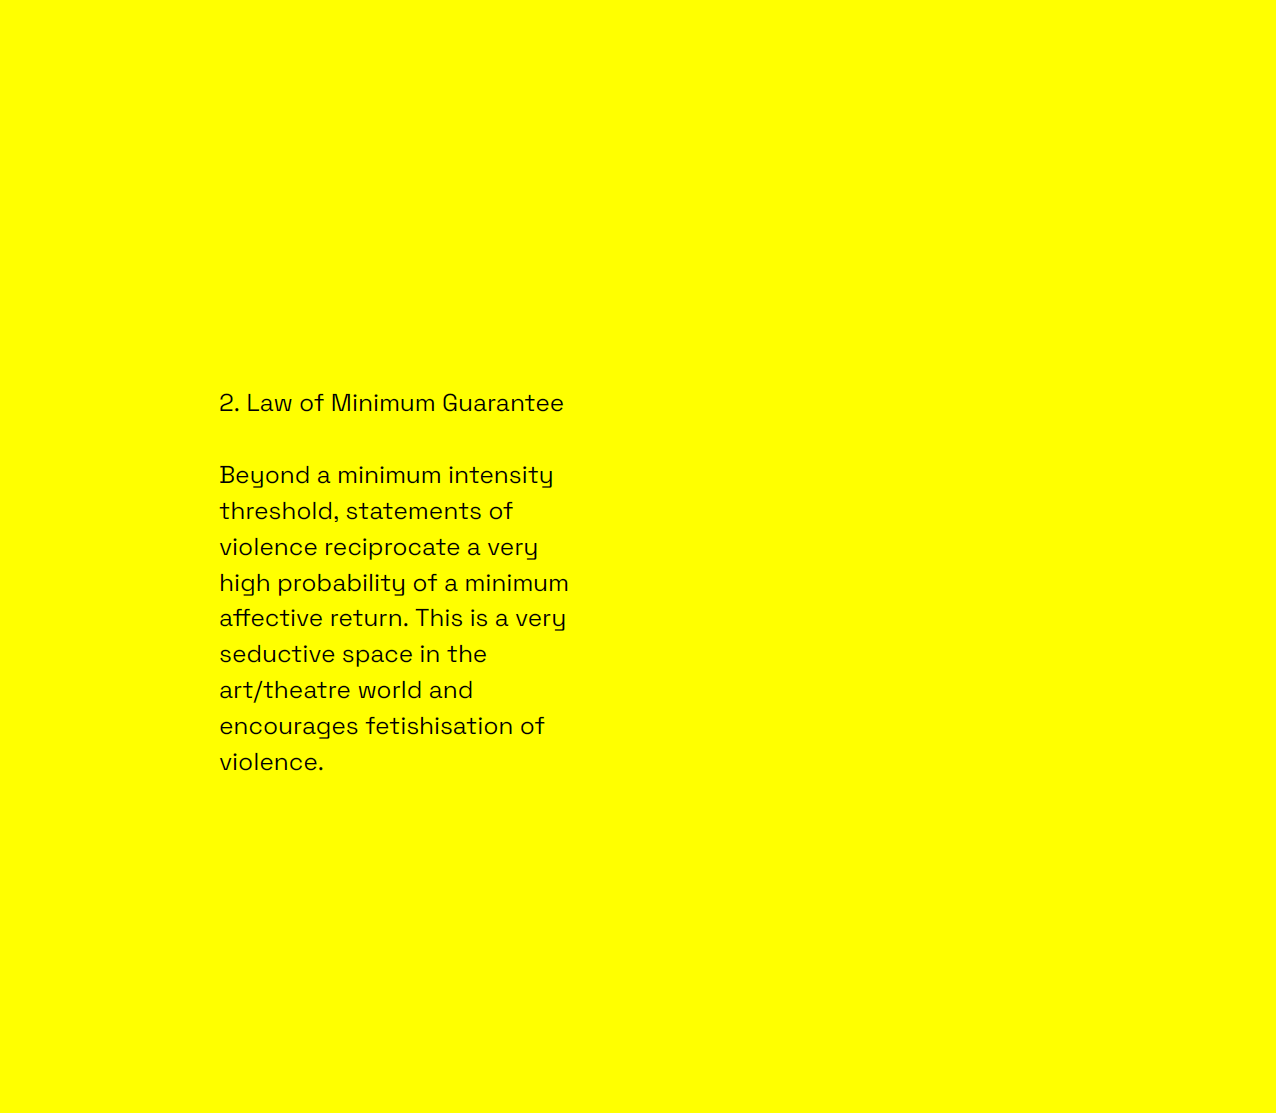 2. Law of Minimum Guarantee
Beyond a minimum intensity
threshold, statements of
violence reciprocate a very
high probability of a minimum
affective return. This is a very
seductive space in the
art/theatre world and
encourages fetishisation of
violence.